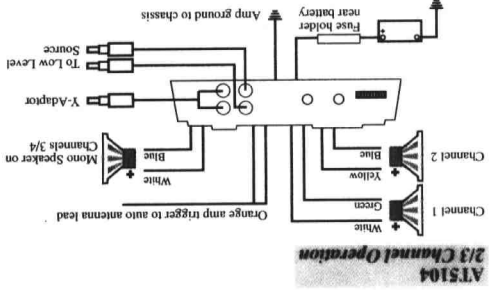 AT5104
2/3 Channel Operation
White
Channel 1
Green
Yellow
Channel 2
Blue
Orange amp trigger to auto antenna lead
White
Mono Speaker on
Channels 3/4
Blue
Y-Adaptor
To Low Level
Source
Fuse holder
near battery
Amp ground to chassis